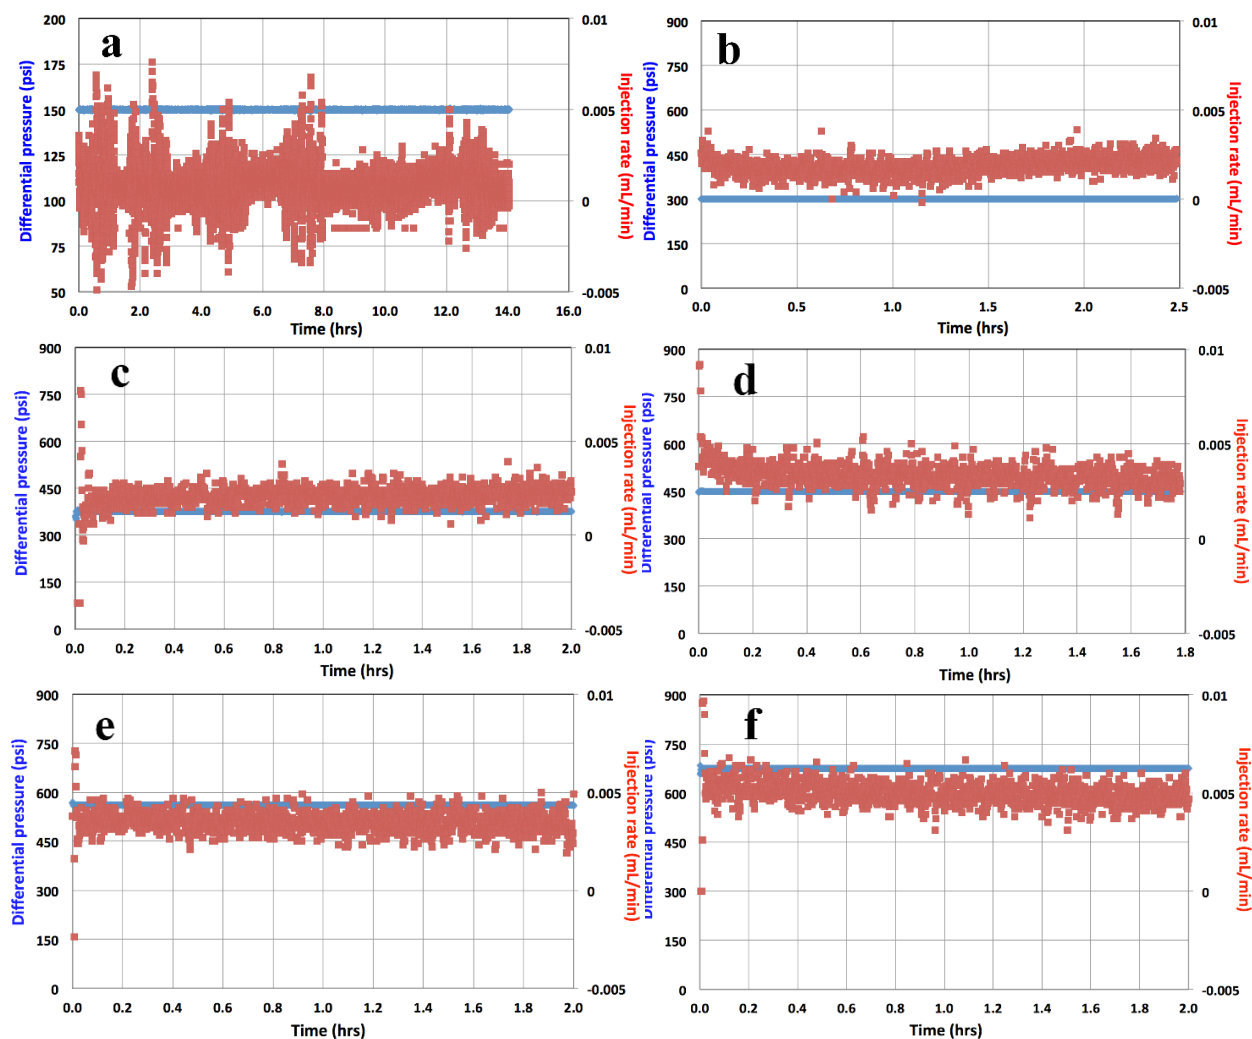 a
Differential pressure (psi)
200
175
150
125
100
75
50
0.01
0.005
0
-0.005
Injection rate (mL/min)
0.0 2.0 4.0 6.0 8.0 10.0 12.0 14.0 16.0
Time (hrs)
b
Differential pressure (psi)
900
750
600
450
300
150
0
0.01
0.005
0
-0.005
Injection rate (mL/min)
0.0 0.5 1.0 1.5 2.0 2.5
Time (hrs)
c
Differential pressure (psi)
900
750
600
450
300
150
0
0.01
0.005
0
-0.005
Injection rate (mL/min)
0.0 0.2 0.4 0.6 0.8 1.0 1.2 1.4 1.6 1.8 2.0
Time (hrs)
d
Differential pressure (psi)
900
750
600
450
300
150
0
0.01
0.005
0
-0.005
Injection rate (mL/min)
0.0 0.2 0.4 0.6 0.8 1.0 1.2 1.4 1.6 1.8
Time (hrs)
e
Differential pressure (psi)
900
750
600
450
300
150
0
0.01
0.005
0
-0.005
Injection rate (mL/min)
0.0 0.2 0.4 0.6 0.8 1.0 1.2 1.4 1.6 1.8 2.0
Time (hrs)
f
Differential pressure (psi)
900
750
600
450
300
150
0
0.01
0.005
0
-0.005
Injection rate (mL/min)
0.0 0.2 0.4 0.6 0.8 1.0 1.2 1.4 1.6 1.8 2.0
Time (hrs)